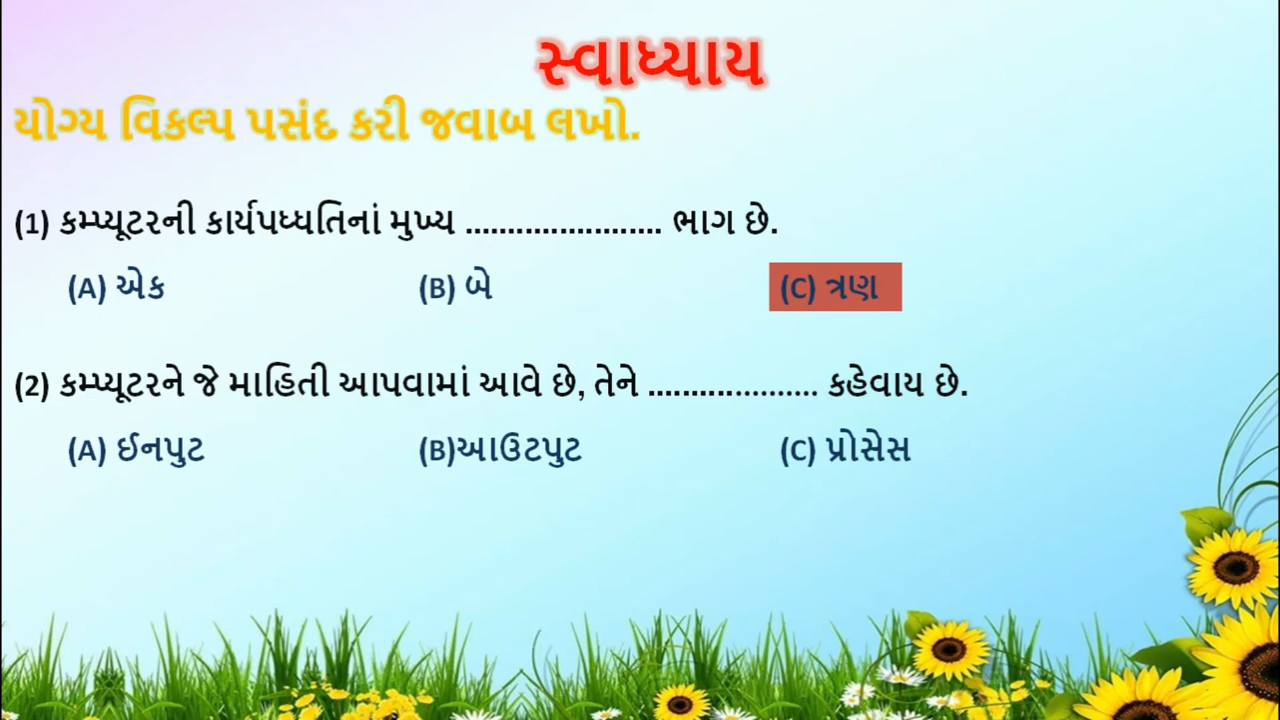 સ્વાધ્યાય
યોગ્ય વિકલ્પ પસંદ કરી જવાબ લખો.
(1) કમ્પ્યૂટરની કાર્યપધ્ધતિનાં મુખ્ય ....................... ભાગ છે.
(A) એક (B) બે (C) ત્રણ
(2) કમ્પ્યૂટરને જે માહિતી આપવામાં આવે છે, તેને .................... કહેવાય છે.
(A) ઈનપુટ (B)આઉટપુટ (C) પ્રોસેસ